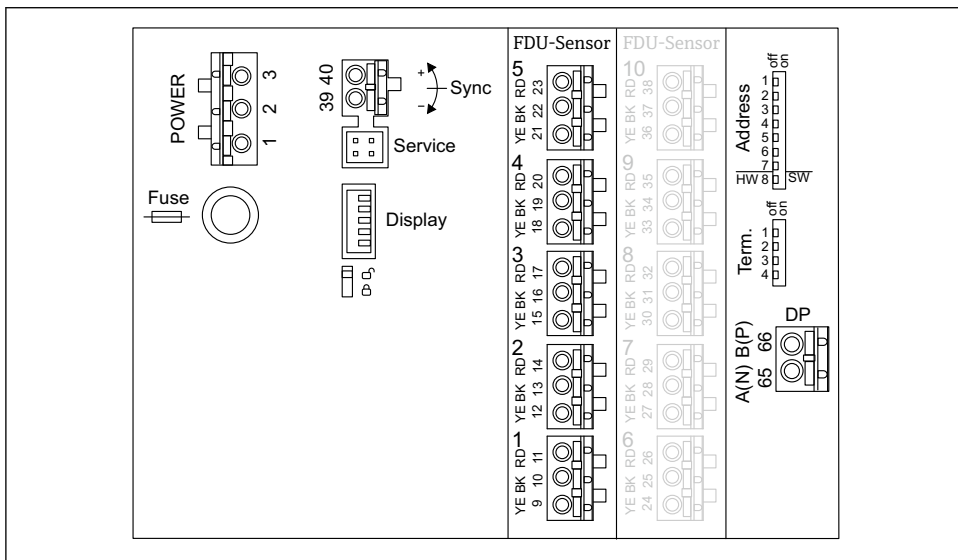 POWER
3
2
1
Fuse
39 40
+
Sync
−
Service
Display
FDU-Sensor
5
YE BK RD
21 22 23
4
YE BK RD
18 19 20
3
YE BK RD
15 16 17
2
YE BK RD
12 13 14
1
YE BK RD
9 10 11
FDU-Sensor
10
YE BK RD
36 37 38
9
YE BK RD
33 34 35
8
YE BK RD
30 31 32
7
YE BK RD
27 28 29
6
YE BK RD
24 25 26
Address
off
on
1
2
3
4
5
6
7
HW 8 SW
Term.
off
on
1
2
3
4
DP
A(N) B(P)
65 66